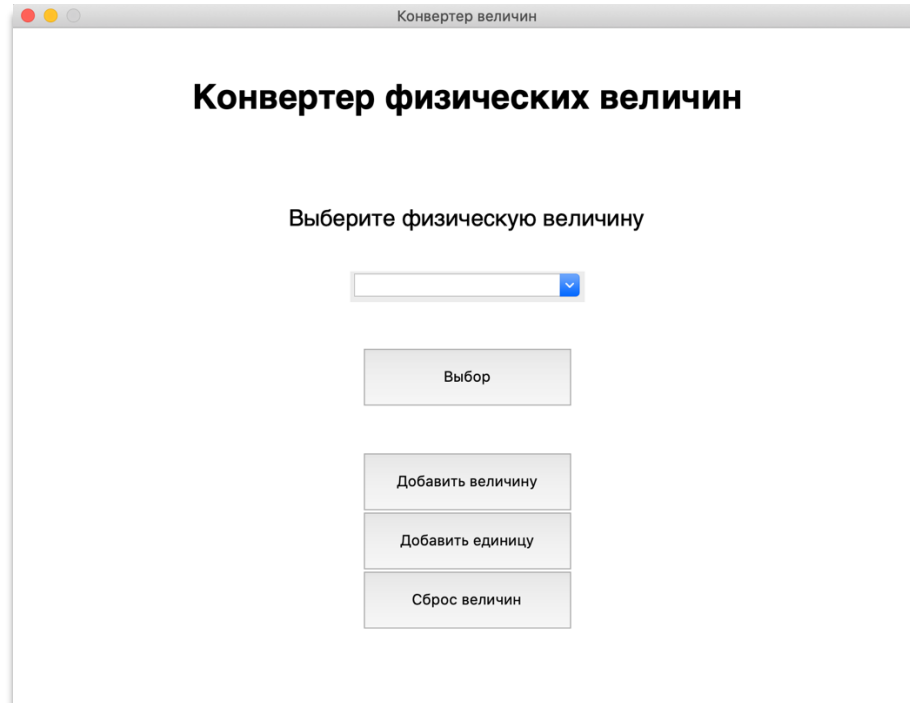 Конвертер величин
Конвертер физических величин
Выберите физическую величину
Выбор
Добавить величину
Добавить единицу
Сброс величин